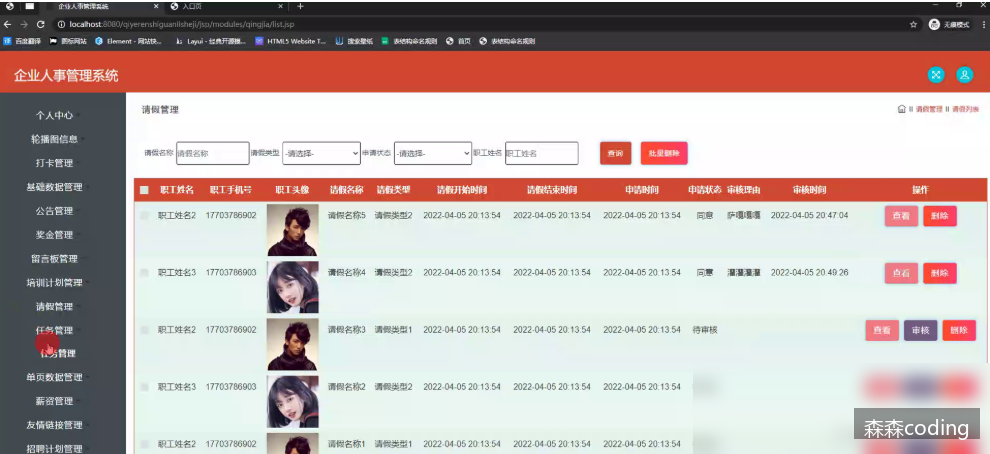 企业人事管理系统 入口页
localhost:8080/qiyerenshiguanlisheji/jsp/modules/qingjia/list.jsp 无痕模式
百度翻译 图标网站 Element - 网站快... Layui - 经典开源模... HTML5 Website T... 搜索壁纸 表结构命名规则 首页 表结构命名规则
企业人事管理系统
个人中心
轮播图信息
打卡管理
基础数据管理
公告管理
奖金管理
留言板管理
培训计划管理
请假管理
任务管理
任务管理
单页数据管理
薪资管理
友情链接管理
招聘计划管理
请假管理 请假管理 请假列表
请假名称 请假名称 请假类型 -请选择- 申请状态 -请选择- 职工姓名 职工姓名 查询 批量删除
职工姓名 职工手机号 职工头像 请假名称 请假类型 请假开始时间 请假结束时间 申请时间 申请状态 审核理由 审核时间 操作
职工姓名2 17703786902 请假名称5 请假类型2 2022-04-05 20:13:54 2022-04-05 20:13:54 2022-04-05 20:13:54 同意 萨嘎嘎嘎 2022-04-05 20:47:04 查看 删除
职工姓名3 17703786903 请假名称4 请假类型2 2022-04-05 20:13:54 2022-04-05 20:13:54 2022-04-05 20:13:54 同意 2022-04-05 20:49:26 查看 删除
职工姓名2 17703786902 请假名称3 请假类型1 2022-04-05 20:13:54 2022-04-05 20:13:54 2022-04-05 20:13:54 待审核 查看 审核 删除
职工姓名3 17703786903 请假名称2 请假类型2 2022-04-05 20:13:54 2022-04-05 20:13:54 2022-04-05 20:13:54
职工姓名2 17703786902 请假名称1 请假类型1 2022-04-05 20:13:54 2022-04-05 20:13:54 2022-04-05 20:13:54
森森coding